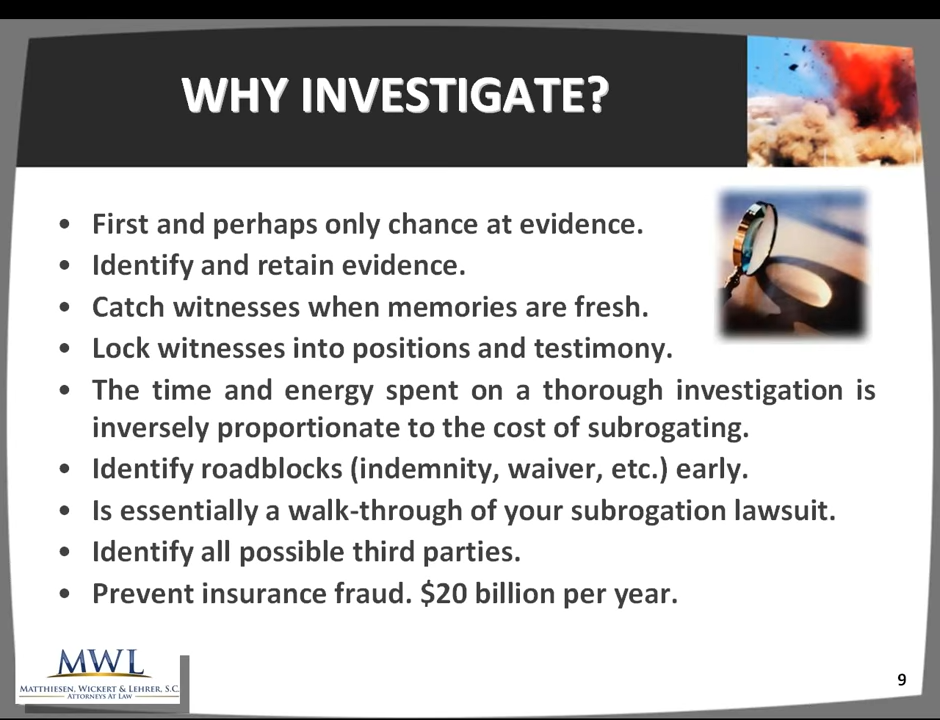 WHY INVESTIGATE?
• First and perhaps only chance at evidence.
• Identify and retain evidence.
• Catch witnesses when memories are fresh.
• Lock witnesses into positions and testimony.
• The time and energy spent on a thorough investigation is
inversely proportionate to the cost of subrogating.
• Identify roadblocks (indemnity, waiver, etc.) early.
• Is essentially a walk-through of your subrogation lawsuit.
• Identify all possible third parties.
• Prevent insurance fraud. $20 billion per year.
MWL
MATTHIESEN, WICKERT & LEHRER, S.C.
ATTORNEYS AT LAW
9